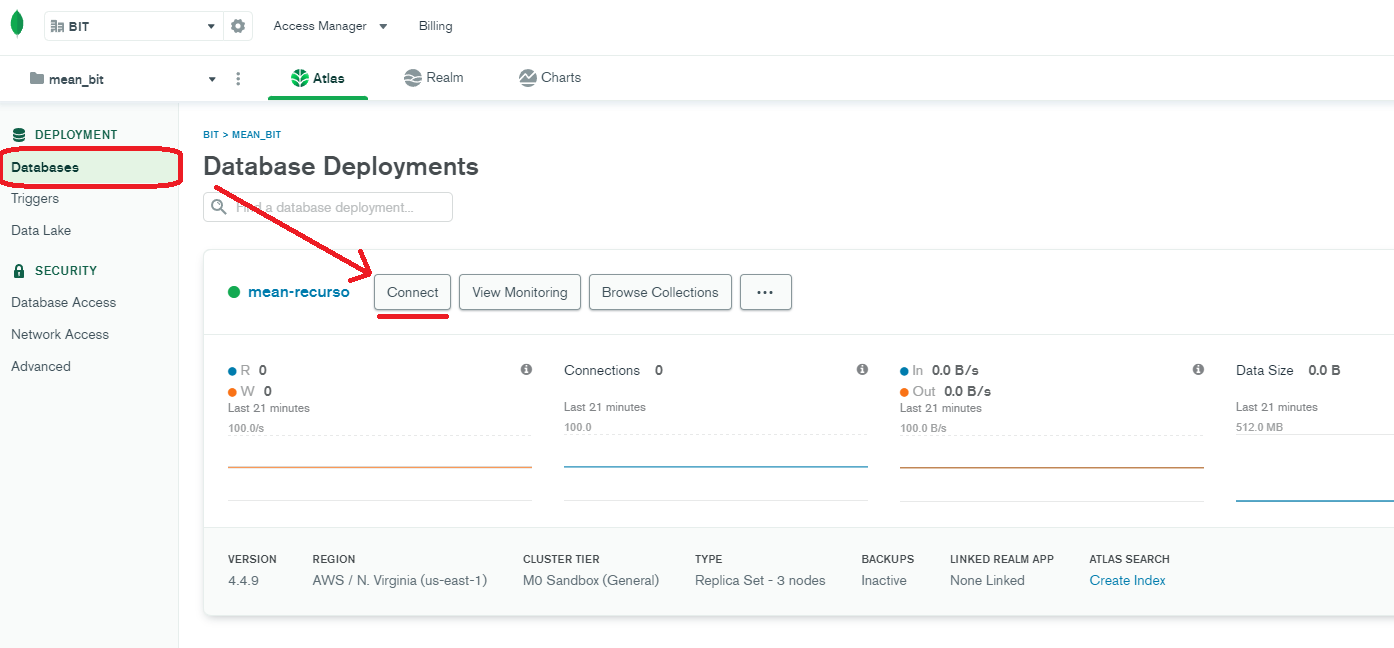 BIT Access Manager Billing
mean_bit Atlas Realm Charts
DEPLOYMENT
Databases
Triggers
Data Lake
SECURITY
Database Access
Network Access
Advanced
BIT > MEAN_BIT
Database Deployments
Find a database deployment...
mean-recurso Connect View Monitoring Browse Collections ...
R 0
W 0
Last 21 minutes
100.0/s
Connections 0
Last 21 minutes
100.0
In 0.0 B/s
Out 0.0 B/s
Last 21 minutes
100.0 B/s
Data Size 0.0 B
Last 21 minutes
512.0 MB
VERSION REGION CLUSTER TIER TYPE BACKUPS LINKED REALM APP ATLAS SEARCH
4.4.9 AWS / N. Virginia (us-east-1) M0 Sandbox (General) Replica Set - 3 nodes Inactive None Linked Create Index